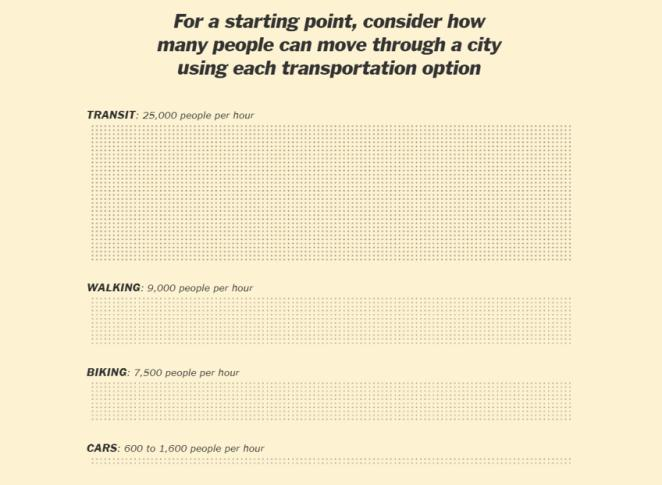 For a starting point, consider how
many people can move through a city
using each transportation option
TRANSIT: 25,000 people per hour
WALKING: 9,000 people per hour
BIKING: 7,500 people per hour
CARS: 600 to 1,600 people per hour